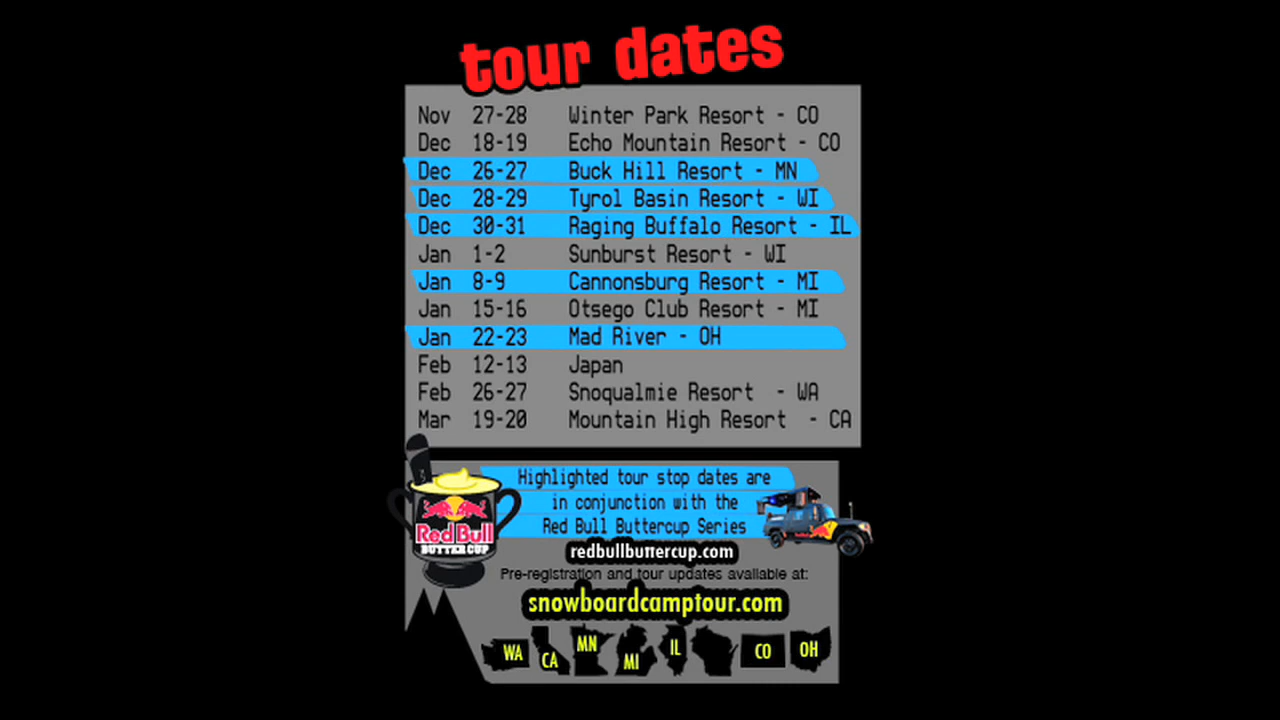 tour dates
Nov 27-28 Winter Park Resort - CO
Dec 18-19 Echo Mountain Resort - CO
Dec 26-27 Buck Hill Resort - MN
Dec 28-29 Tyrol Basin Resort - WI
Dec 30-31 Raging Buffalo Resort - IL
Jan 1-2 Sunburst Resort - WI
Jan 8-9 Cannonsburg Resort - MI
Jan 15-16 Otsego Club Resort - MI
Jan 22-23 Mad River - OH
Feb 12-13 Japan
Feb 26-27 Snoqualmie Resort - WA
Mar 19-20 Mountain High Resort - CA
Highlighted tour stop dates are
in conjunction with the
Red Bull Buttercup Series
Red Bull
BUTTERCUP
redbullbuttercup.com
Pre-registration and tour updates available at:
snowboardcamptour.com
WA CA MN MI IL CO OH